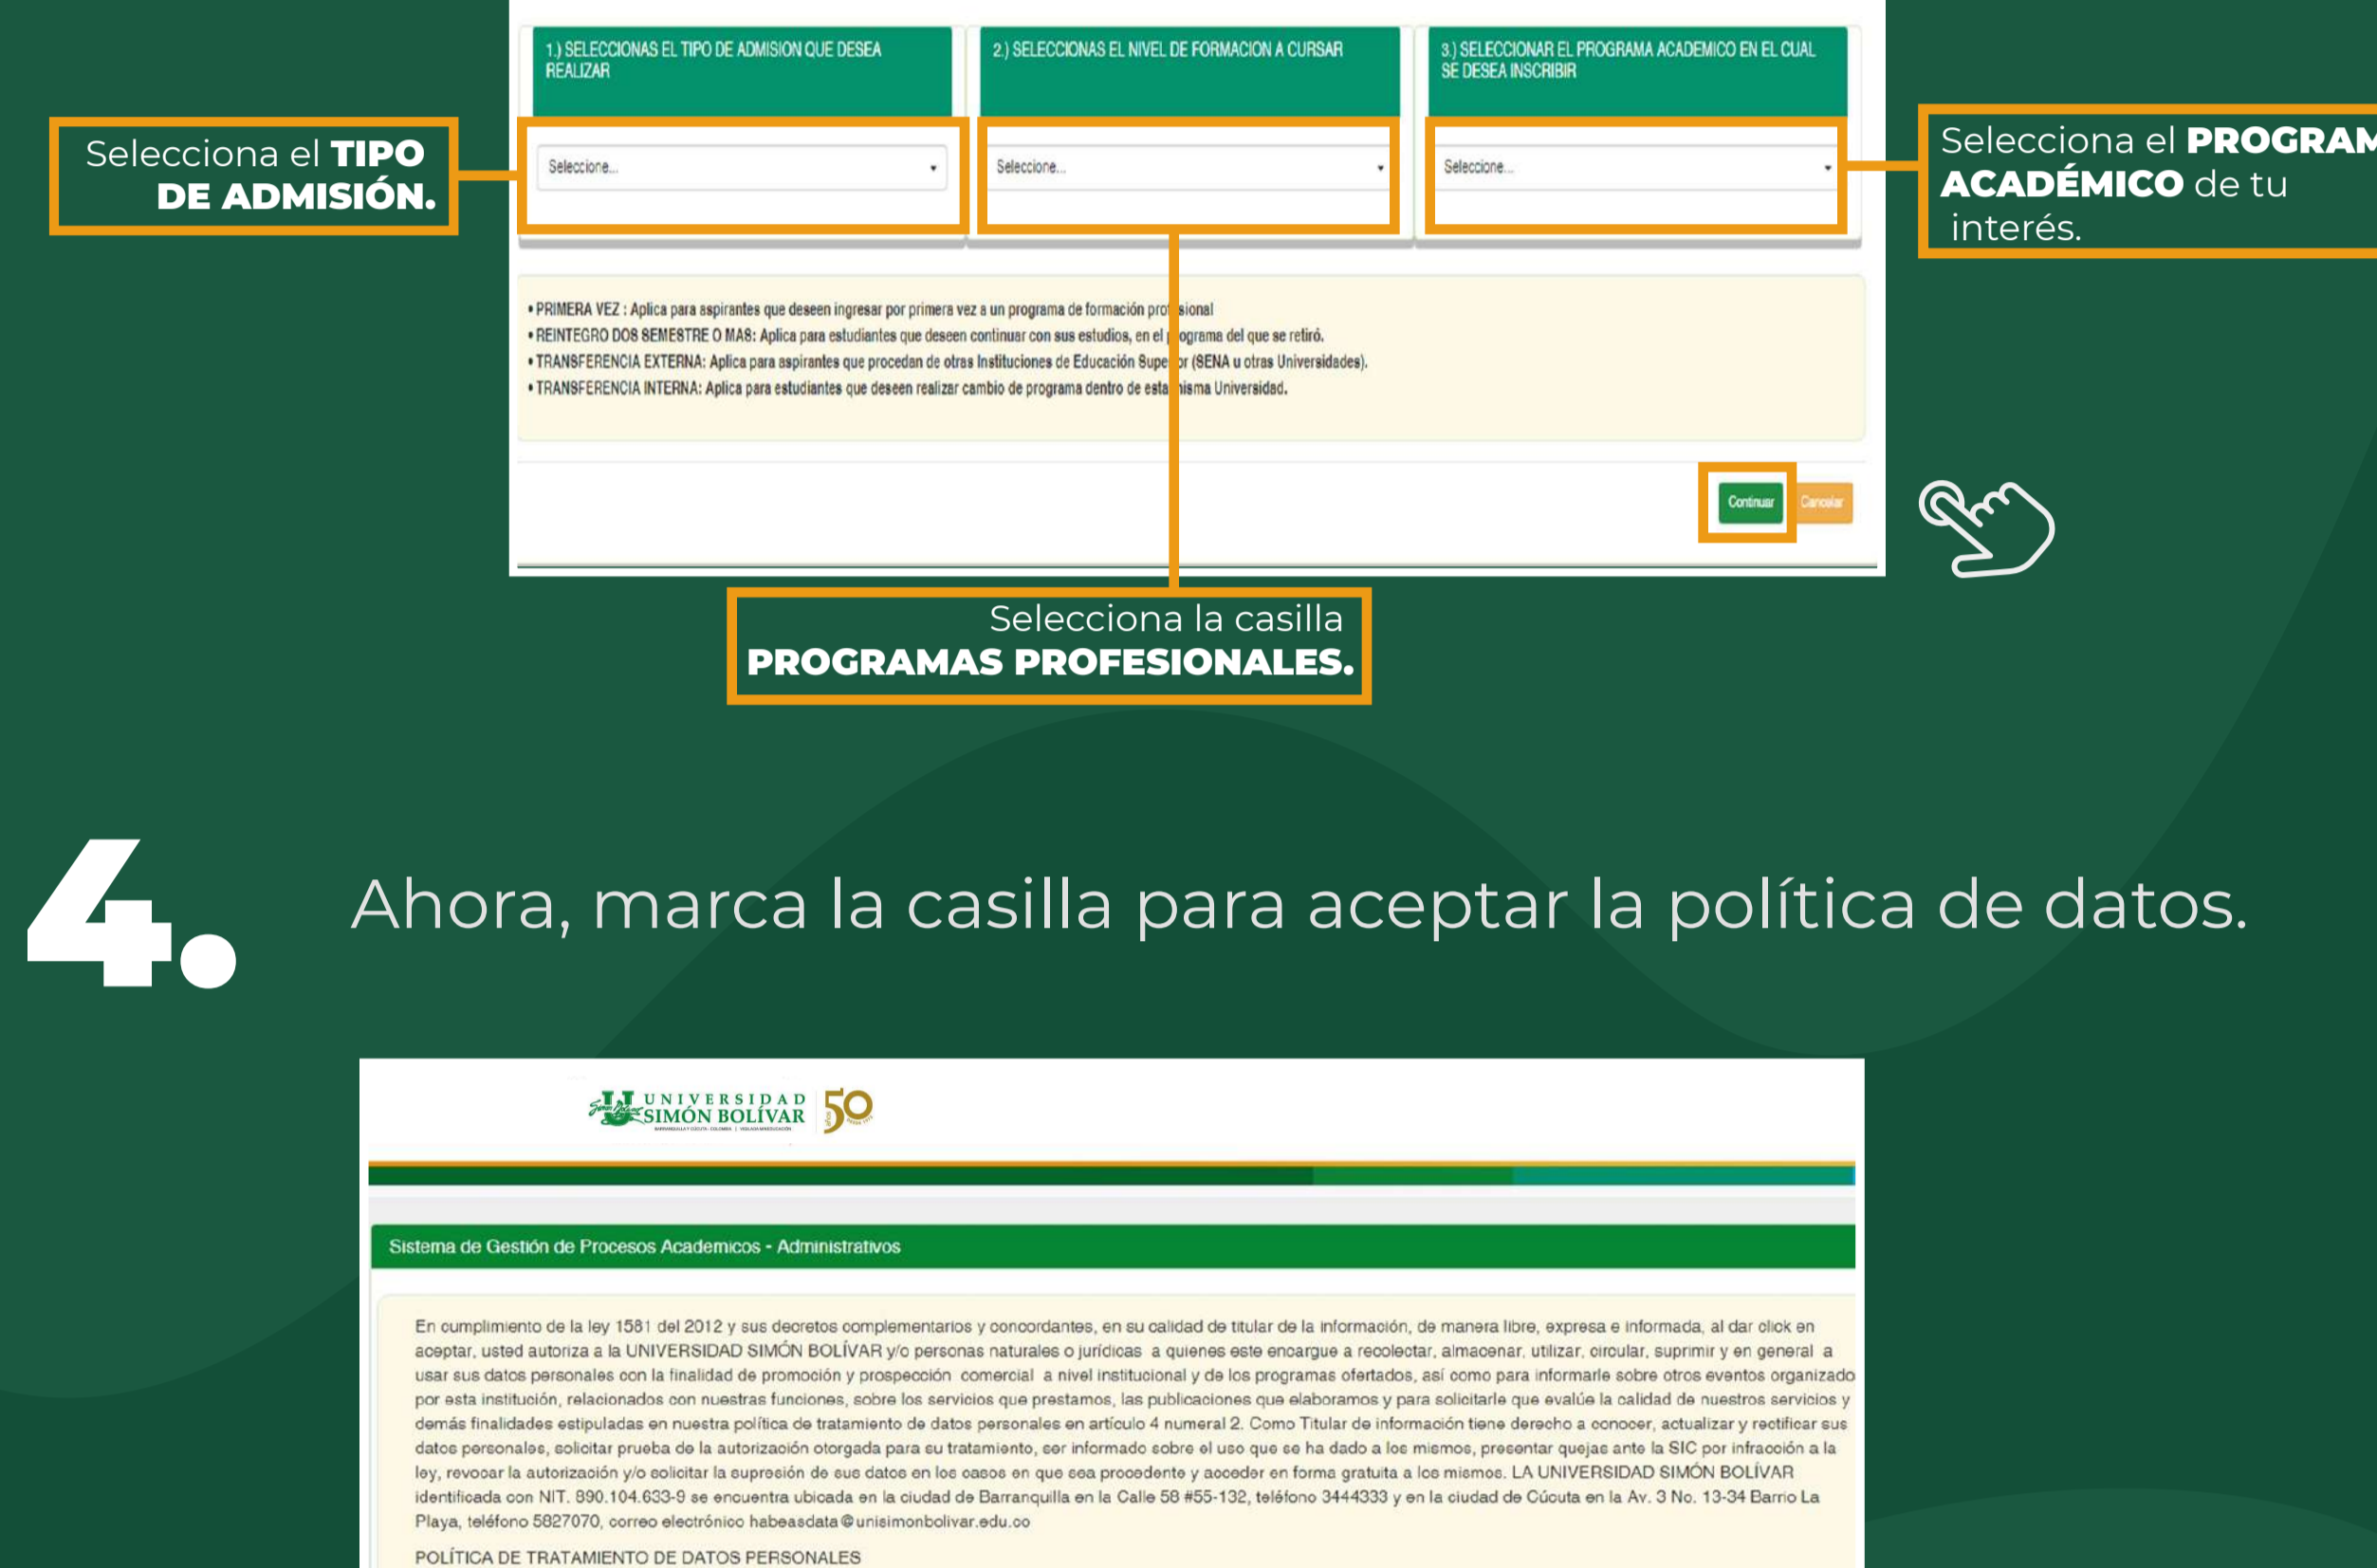 1.) SELECCIONAS EL TIPO DE ADMISION QUE DESEA
REALIZAR
2.) SELECCIONAS EL NIVEL DE FORMACION A CURSAR
3.) SELECCIONAR EL PROGRAMA ACADEMICO EN EL CUAL
SE DESEA INSCRIBIR
Selecciona el TIPO
DE ADMISIÓN.
Seleccione...
Seleccione...
Seleccione...
Selecciona el PROGRAM
ACADÉMICO de tu
interés.
• PRIMERA VEZ : Aplica para aspirantes que deseen ingresar por primera vez a un programa de formación prof sional
• REINTEGRO DOS SEMESTRE O MAS: Aplica para estudiantes que deseen continuar con sus estudios, en el p ograma del que se retiró.
• TRANSFERENCIA EXTERNA: Aplica para aspirantes que procedan de otras Instituciones de Educación Supe or (SENA u otras Universidades).
• TRANSFERENCIA INTERNA: Aplica para estudiantes que deseen realizar cambio de programa dentro de esta misma Universidad.
Continuar
Cancelar
Selecciona la casilla
PROGRAMAS PROFESIONALES.
4.
Ahora, marca la casilla para aceptar la política de datos.
UNIVERSIDAD
SIMÓN BOLÍVAR
BARRANQUILLA Y CÚCUTA - COLOMBIA | VIGILADA MINEDUCACIÓN
50
años
DESDE 1972
Sistema de Gestión de Procesos Academicos - Administrativos
En cumplimiento de la ley 1581 del 2012 y sus decretos complementarios y concordantes, en su calidad de titular de la información, de manera libre, expresa e informada, al dar click en
aceptar, usted autoriza a la UNIVERSIDAD SIMÓN BOLÍVAR y/o personas naturales o jurídicas a quienes este encargue a recolectar, almacenar, utilizar, circular, suprimir y en general a
usar sus datos personales con la finalidad de promoción y prospección comercial a nivel institucional y de los programas ofertados, así como para informarle sobre otros eventos organizado
por esta institución, relacionados con nuestras funciones, sobre los servicios que prestamos, las publicaciones que elaboramos y para solicitarle que evalúe la calidad de nuestros servicios y
demás finalidades estipuladas en nuestra política de tratamiento de datos personales en artículo 4 numeral 2. Como Titular de información tiene derecho a conocer, actualizar y rectificar sus
datos personales, solicitar prueba de la autorización otorgada para su tratamiento, ser informado sobre el uso que se ha dado a los mismos, presentar quejas ante la SIC por infracción a la
ley, revocar la autorización y/o solicitar la supresión de sus datos en los casos en que sea procedente y acceder en forma gratuita a los mismos. LA UNIVERSIDAD SIMÓN BOLÍVAR
identificada con NIT. 890.104.633-9 se encuentra ubicada en la ciudad de Barranquilla en la Calle 58 #55-132, teléfono 3444333 y en la ciudad de Cúcuta en la Av. 3 No. 13-34 Barrio La
Playa, teléfono 5827070, correo electrónico habeasdata@unisimonbolivar.edu.co
POLÍTICA DE TRATAMIENTO DE DATOS PERSONALES